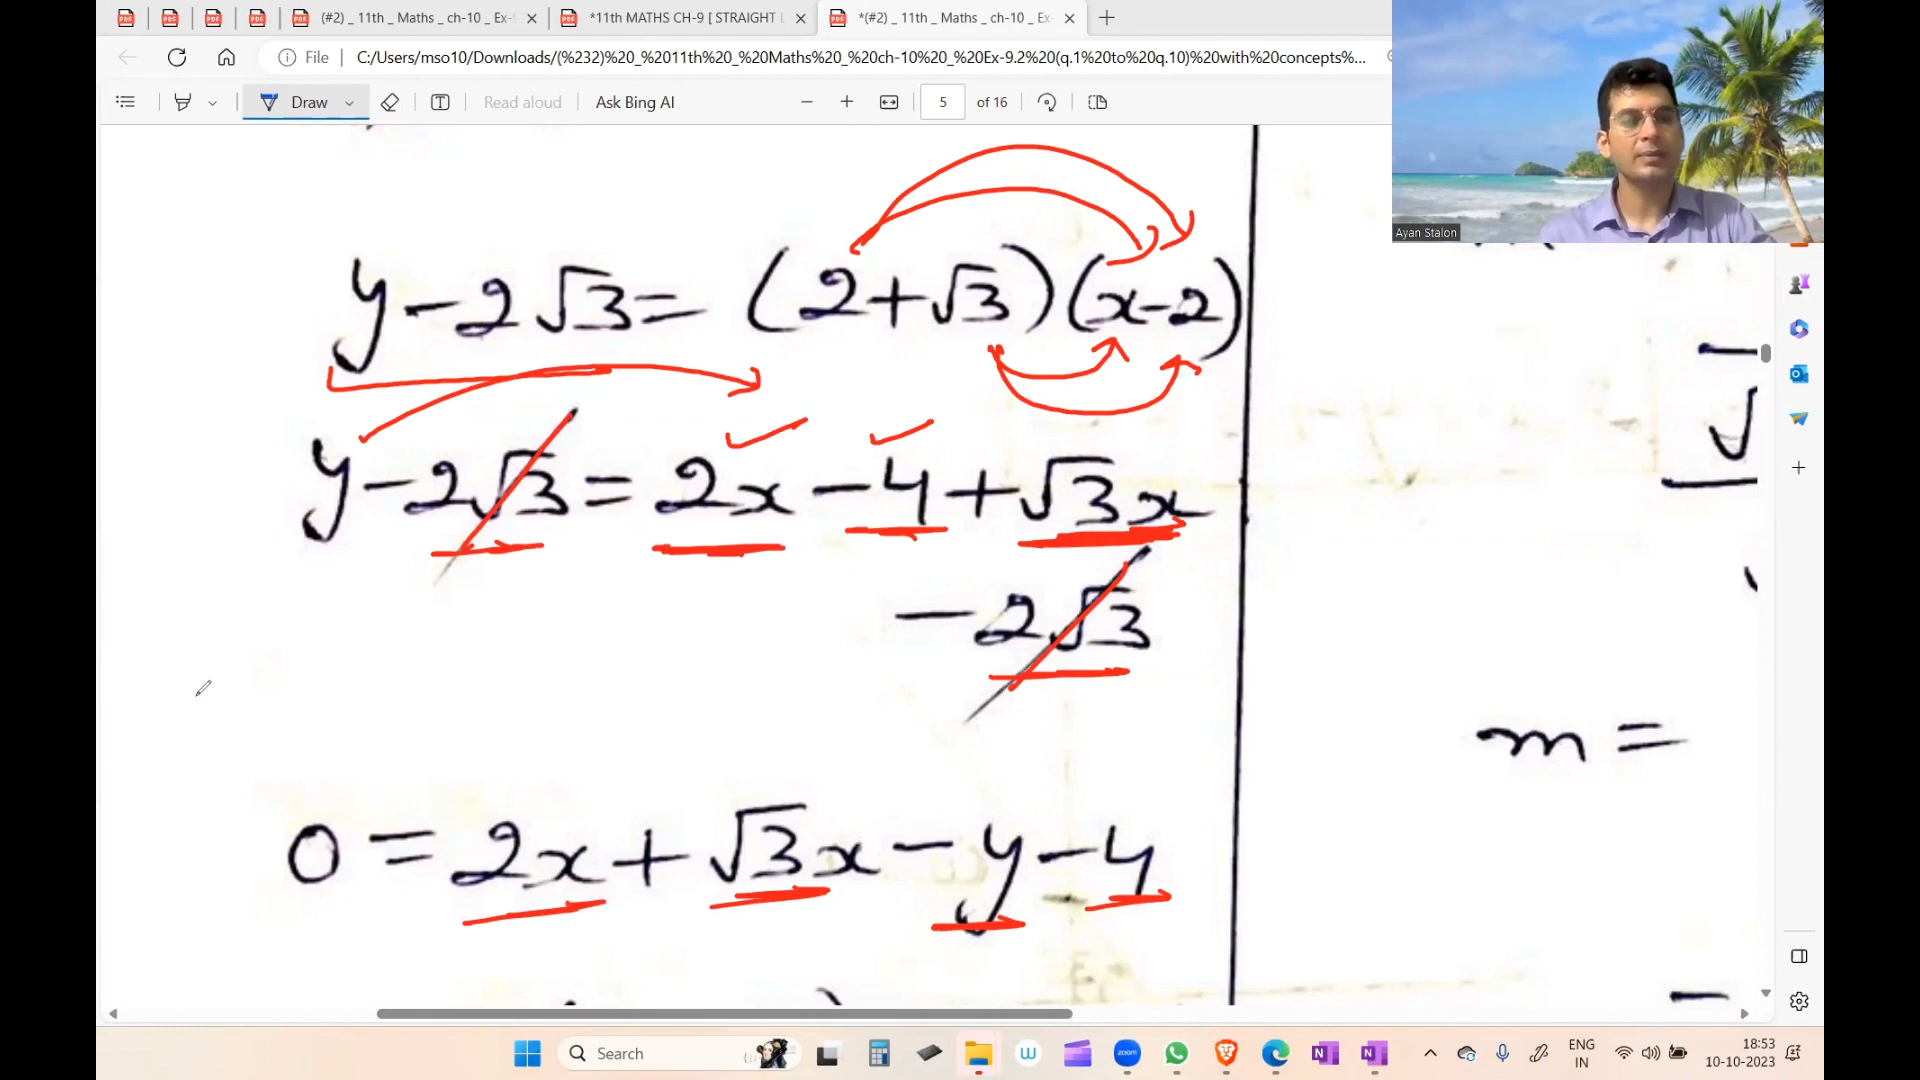 (#2) _ 11th _ Maths _ ch-10 _ Ex-9
*11th MATHS CH-9 [ STRAIGHT L
*(#2) _ 11th _ Maths _ ch-10 _ Ex-
File
C:/Users/mso10/Downloads/(%232)%20_%2011th%20_%20Maths%20_%20ch-10%20_%20Ex-9.2%20(q.1%20to%20q.10)%20with%20concepts%...
Draw
Read aloud
Ask Bing AI
5
of 16
Ayan Stalon
y-2√3= (2+√3)(x-2)
y-2√3=2x-4+√3x
-2√3
0=2x+√3x-y-4
m=
√
Search
ENG
IN
18:53
10-10-2023